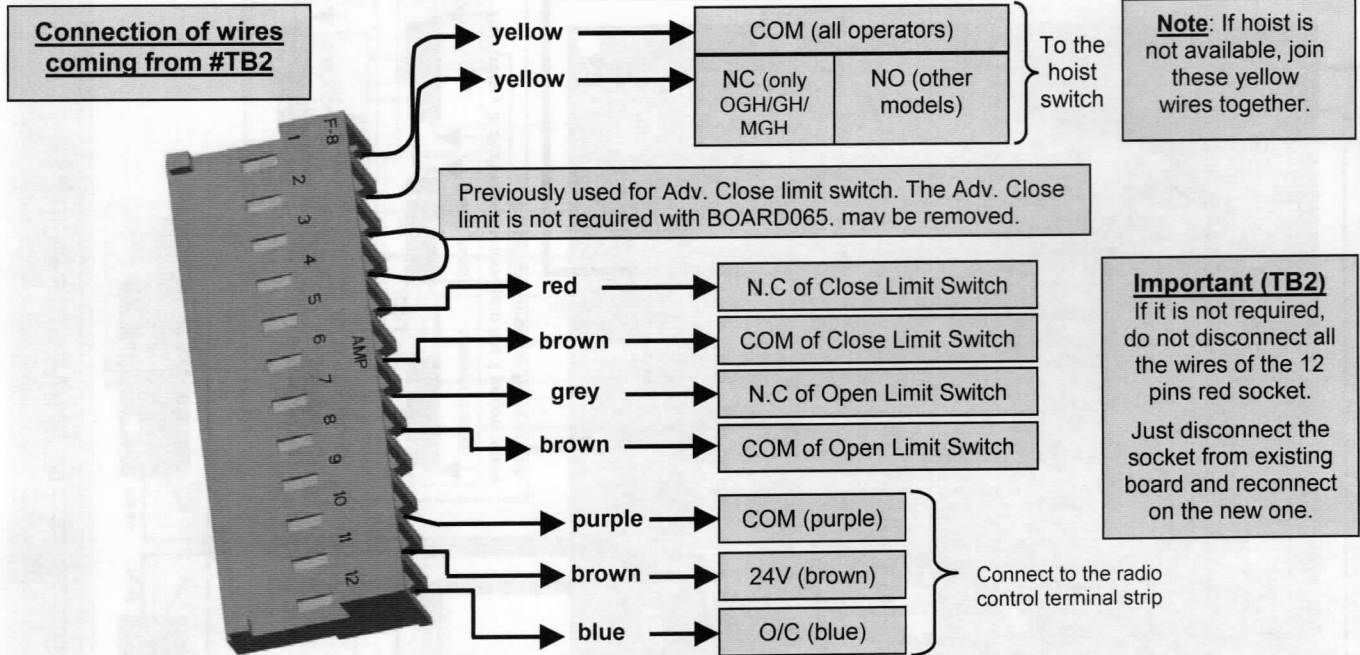 Connection of wires
coming from #TB2
yellow
COM (all operators)
yellow
NC (only
OGH/GH/
MGH
NO (other
models)
To the
hoist
switch
Note: If hoist is
not available, join
these yellow
wires together.
Previously used for Adv. Close limit switch. The Adv. Close
limit is not required with BOARD065, may be removed.
F-8
1
2
3
4
5
6
AMP
7
8
9
10
11
12
red
N.C of Close Limit Switch
brown
COM of Close Limit Switch
grey
N.C of Open Limit Switch
brown
COM of Open Limit Switch
Important (TB2)
If it is not required,
do not disconnect all
the wires of the 12
pins red socket.
Just disconnect the
socket from existing
board and reconnect
on the new one.
purple
COM (purple)
brown
24V (brown)
blue
O/C (blue)
Connect to the radio
control terminal strip